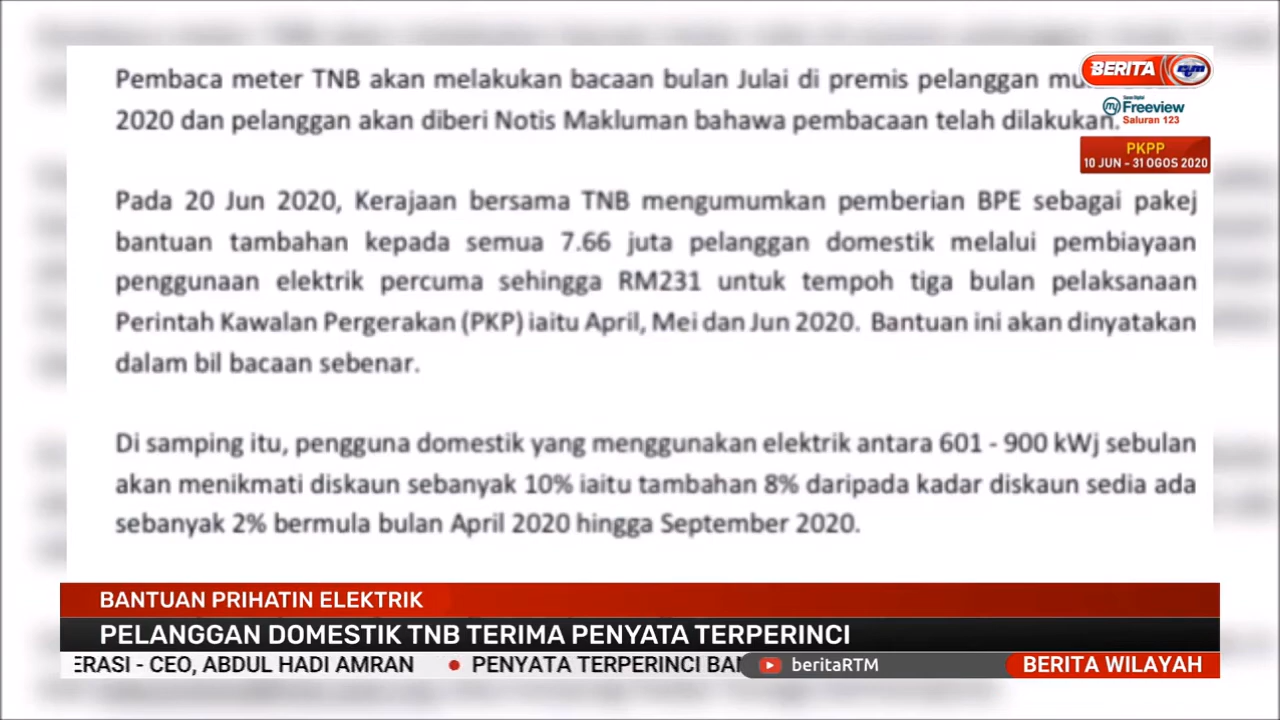 Pembaca meter TNB akan melakukan bacaan bulan Julai di premis pelanggan
2020 dan pelanggan akan diberi Notis Makluman bahawa pembacaan telah dilakukan.
BERITA rtm
my Freeview
Saluran 123
PKPP
10 JUN - 31 OGOS 2020
Pada 20 Jun 2020, Kerajaan bersama TNB mengumumkan pemberian BPE sebagai pakej
bantuan tambahan kepada semua 7.66 juta pelanggan domestik melalui pembiayaan
penggunaan elektrik percuma sehingga RM231 untuk tempoh tiga bulan pelaksanaan
Perintah Kawalan Pergerakan (PKP) iaitu April, Mei dan Jun 2020. Bantuan ini akan dinyatakan
dalam bil bacaan sebenar.
Di samping itu, pengguna domestik yang menggunakan elektrik antara 601 - 900 kWj sebulan
akan menikmati diskaun sebanyak 10% iaitu tambahan 8% daripada kadar diskaun sedia ada
sebanyak 2% bermula bulan April 2020 hingga September 2020.
BANTUAN PRIHATIN ELEKTRIK
PELANGGAN DOMESTIK TNB TERIMA PENYATA TERPERINCI
ERASI - CEO, ABDUL HADI AMRAN • PENYATA TERPERINCI BAN
beritaRTM
BERITA WILAYAH